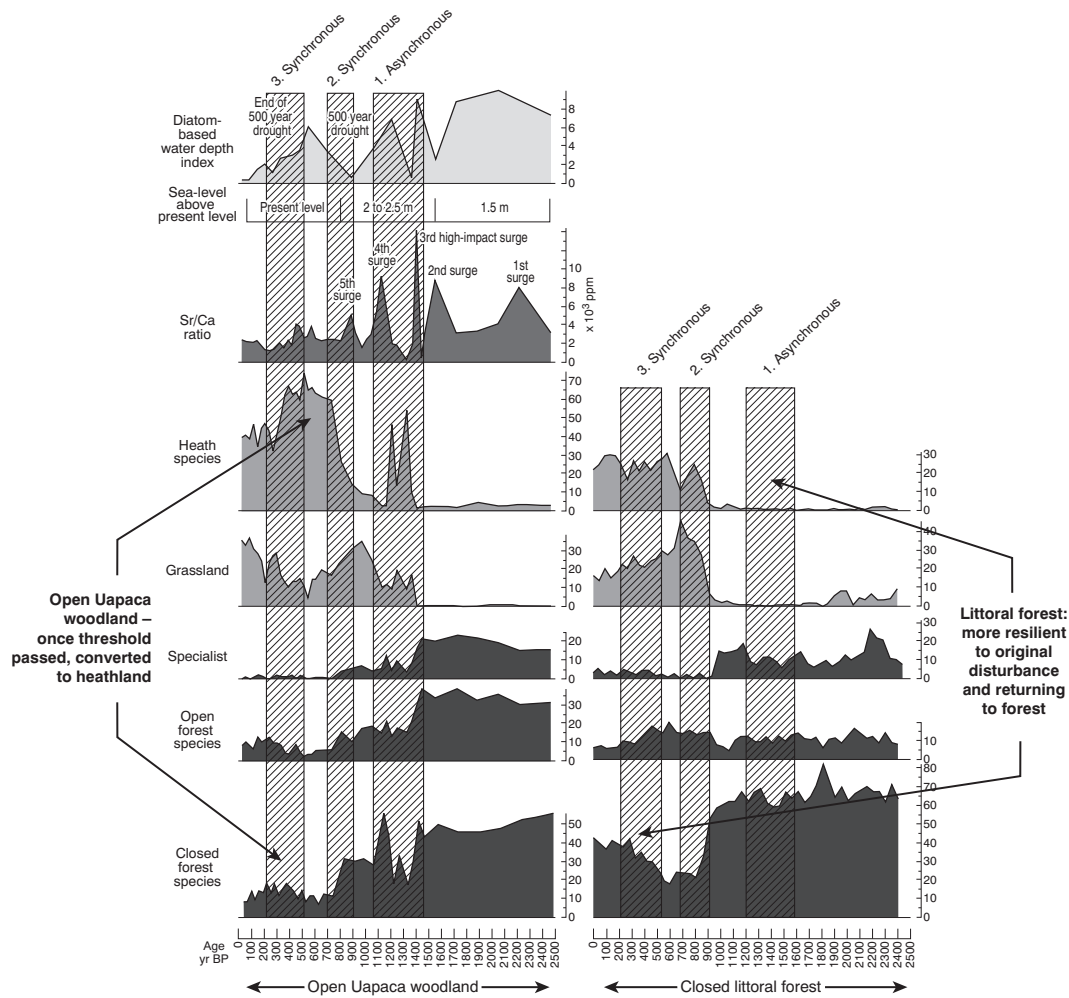 3. Synchronous
2. Synchronous
1. Asynchronous
Diatom-
based
water depth
index
End of
500 year
drought
500 year
drought
8
6
4
2
0
Sea-level
above
present level
Present level
2 to 2.5 m
1.5 m
Sr/Ca
ratio
5th
surge
4th
surge
3rd high-impact surge
2nd surge
1st
surge
10
8
6
4
2
0
x 10³ ppm
3. Synchronous
2. Synchronous
1. Asynchronous
Heath
species
70
60
50
40
30
20
10
0
30
20
10
0
Grassland
30
20
10
0
40
30
20
10
0
Specialist
20
10
0
30
20
10
0
Open
forest
species
30
20
10
0
10
0
Closed
forest
species
50
40
30
20
10
0
80
70
60
50
40
30
20
10
0
Open Uapaca
woodland –
once threshold
passed, converted
to heathland
Littoral forest:
more resilient
to original
disturbance
and returning
to forest
Age
yr BP
0 100 200 300 400 500 600 700 800 900 1000 1100 1200 1300 1400 1500 1600 1700 1800 1900 2000 2100 2200 2300 2400 2500
0 100 200 300 400 500 600 700 800 900 1000 1100 1200 1300 1400 1500 1600 1700 1800 1900 2000 2100 2200 2300 2400 2500
Open Uapaca woodland
Closed littoral forest